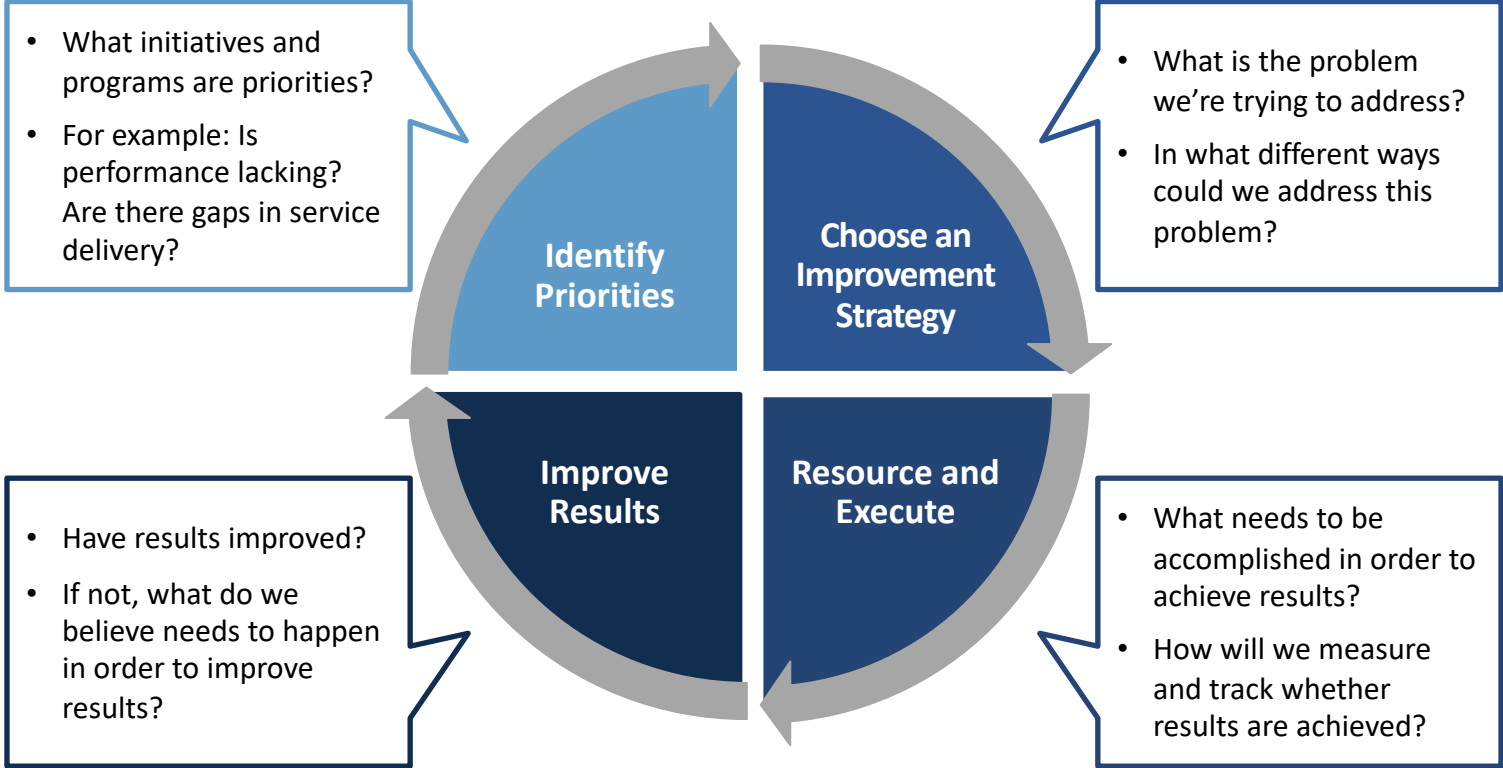 • What initiatives and
programs are priorities?
• For example: Is
performance lacking?
Are there gaps in service
delivery?
Identify
Priorities
Choose an
Improvement
Strategy
• What is the problem
we’re trying to address?
• In what different ways
could we address this
problem?
• Have results improved?
• If not, what do we
believe needs to happen
in order to improve
results?
Improve
Results
Resource and
Execute
• What needs to be
accomplished in order to
achieve results?
• How will we measure
and track whether
results are achieved?